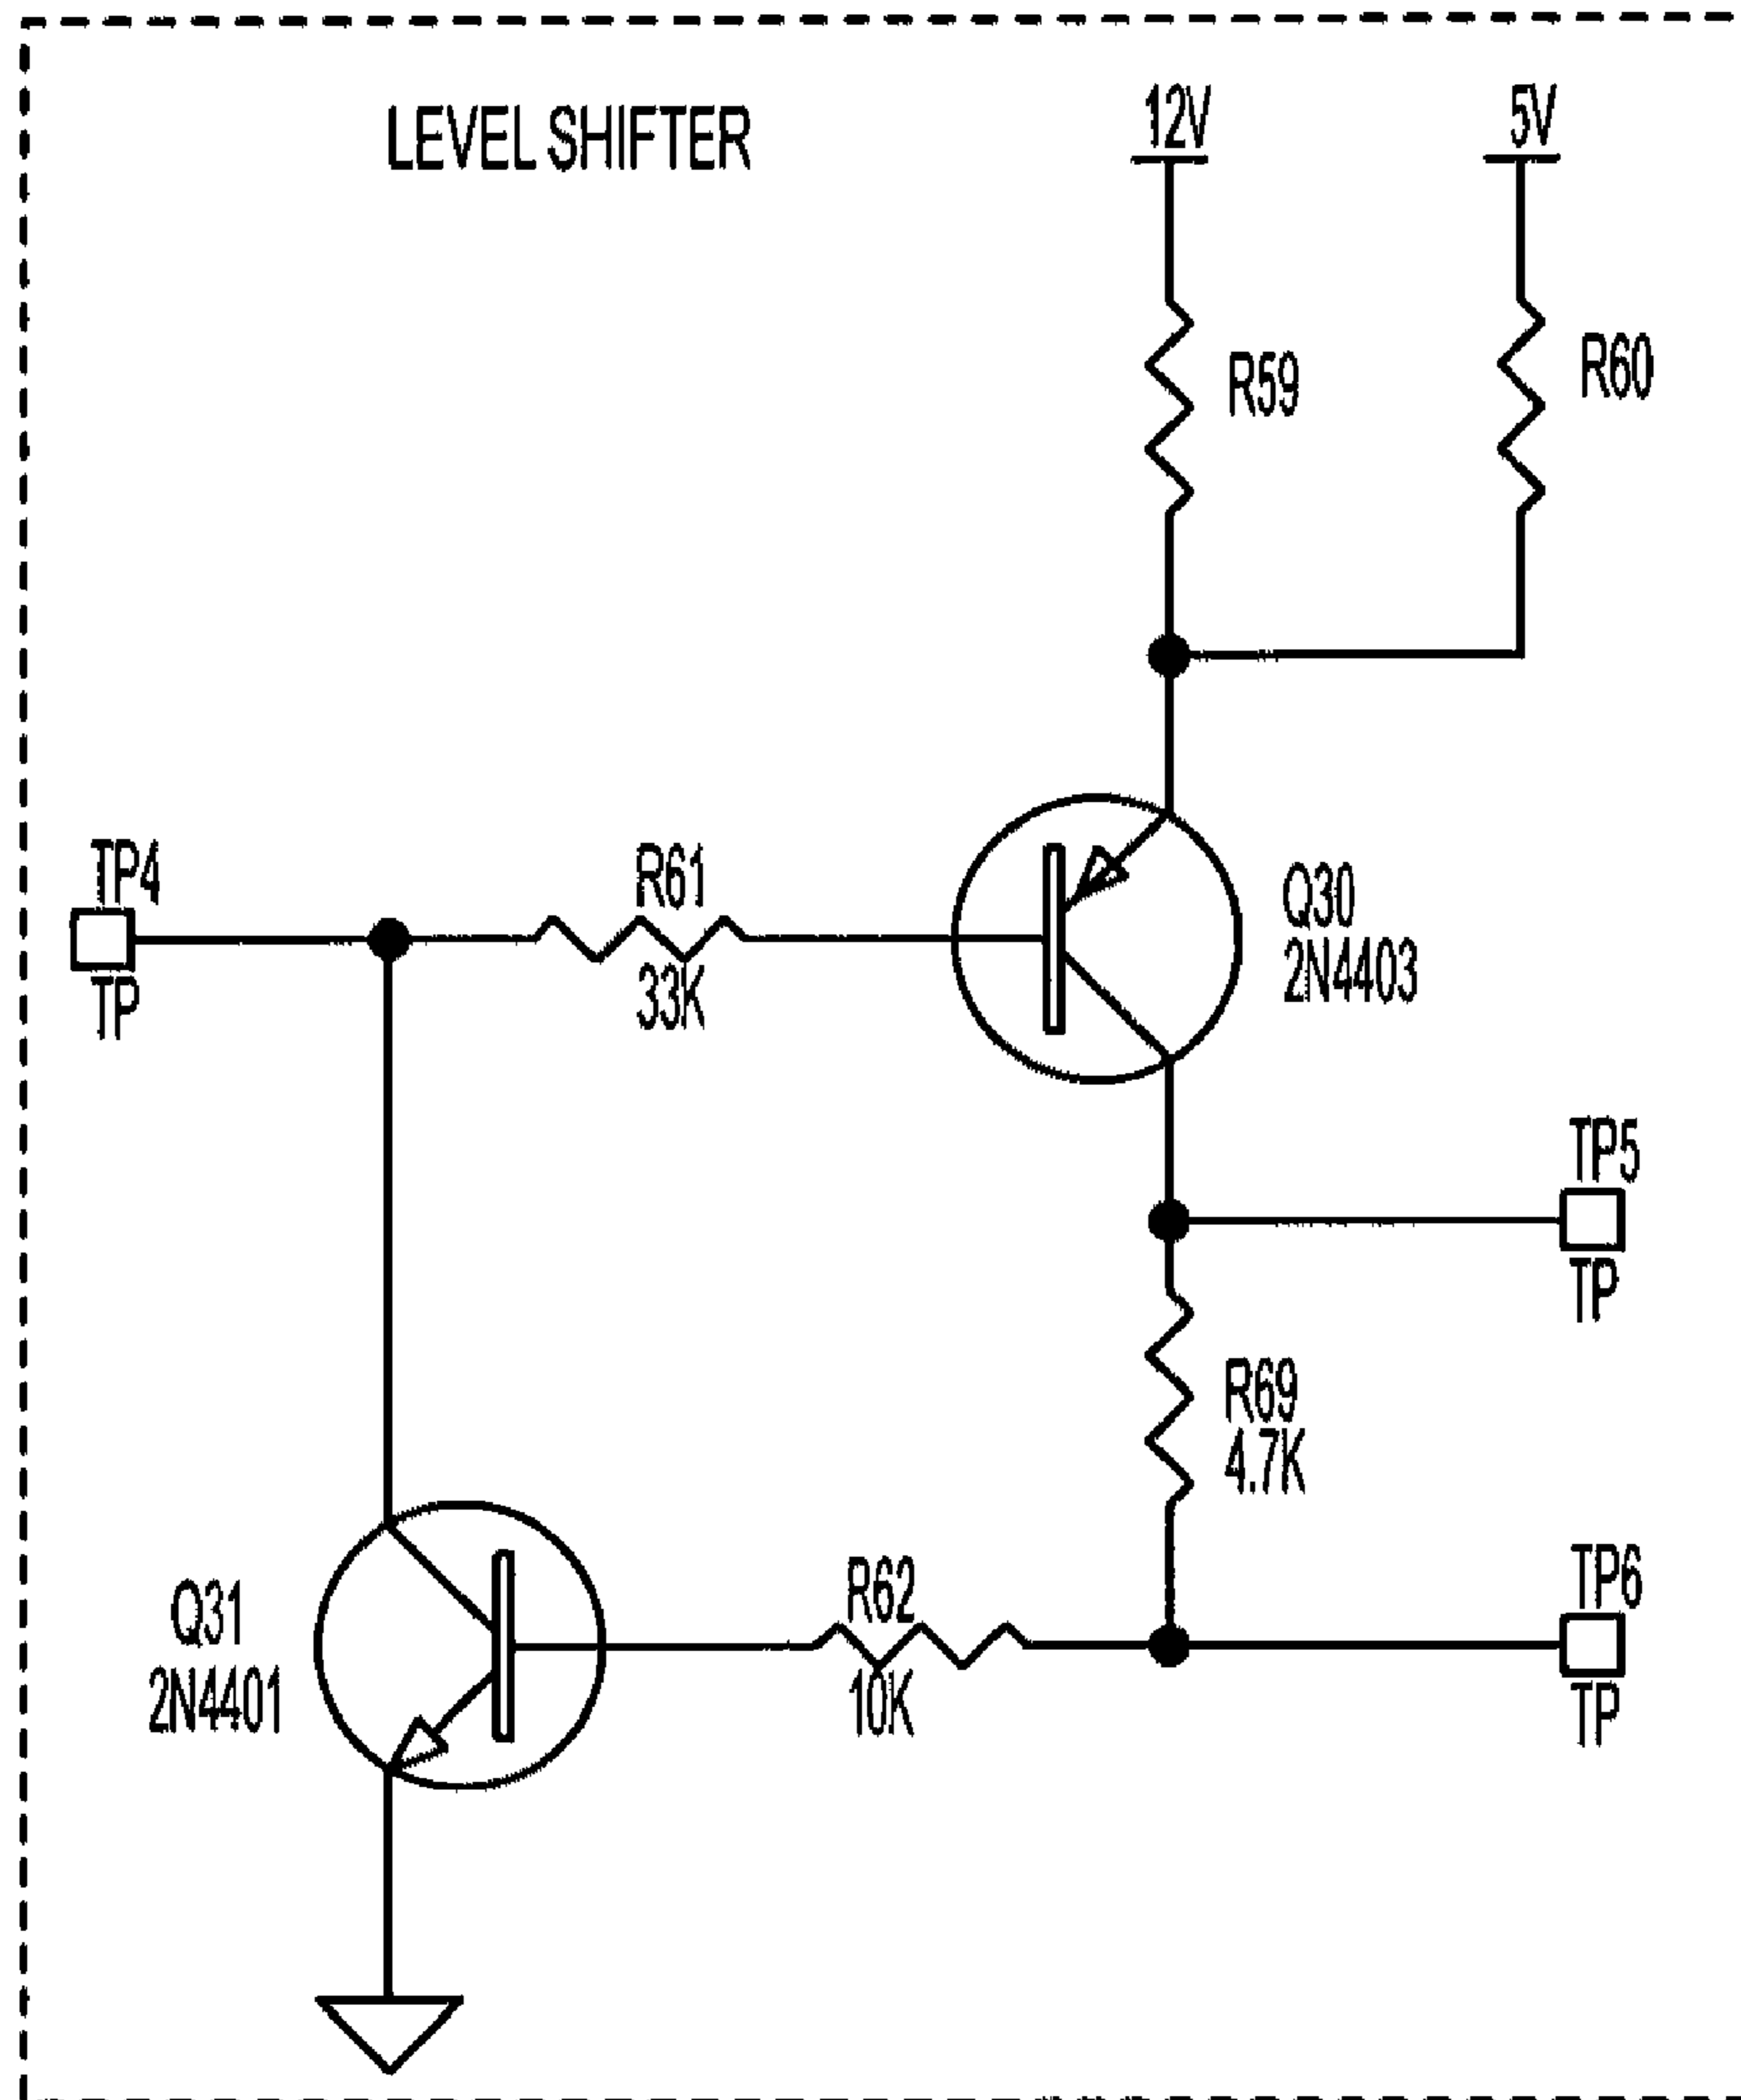 LEVEL SHIFTER
12V
5V
R59
R60
TP4
TP
R61
33K
Q30
2N4403
TP5
TP
R69
4.7K
Q31
2N4401
R62
10K
TP6
TP